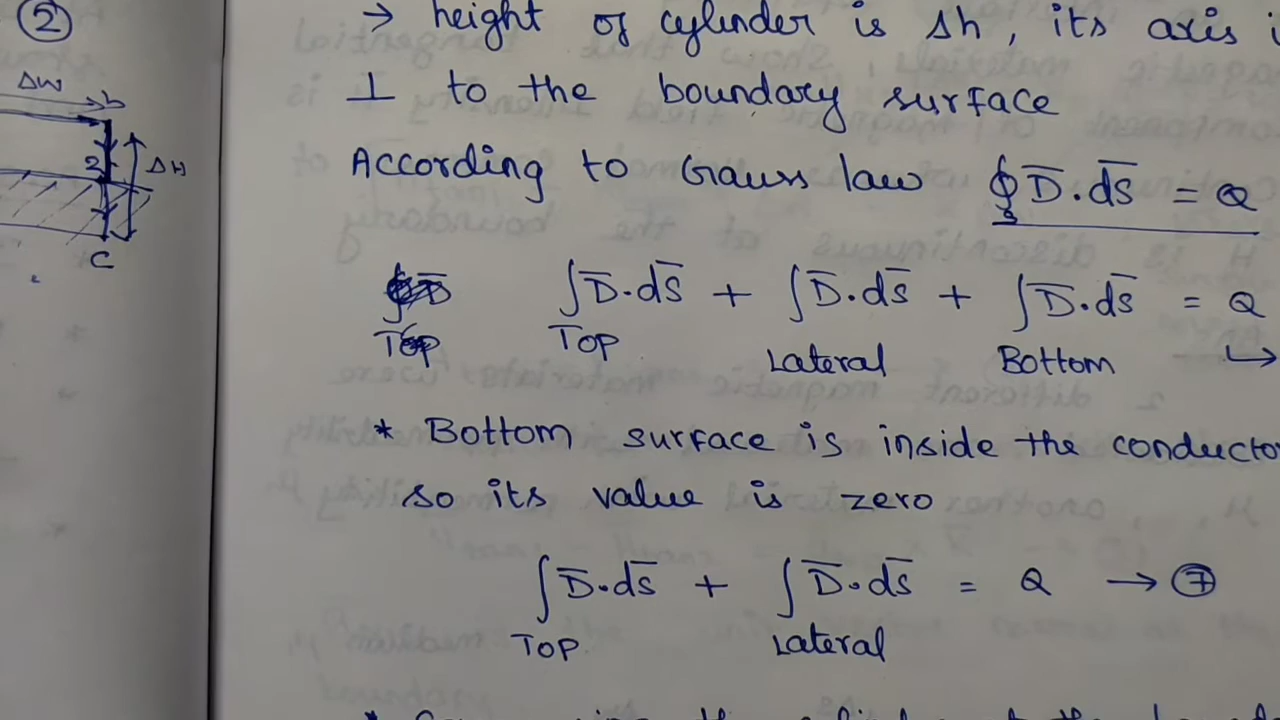 ②
ΔW
b
2
ΔH
C
→ height of cylinder is Δh, its axis i
⊥ to the boundary surface
According to Gauss law ∮ₛ D̅.ds̅ = Q
∫D̅.ds̅ + ∫D̅.ds̅ + ∫D̅.ds̅ = Q
Top Top Lateral Bottom ↳
* Bottom surface is inside the conducto
so its value is zero
∫D̅.ds̅ + ∫D̅.ds̅ = Q → ⑦
Top Lateral